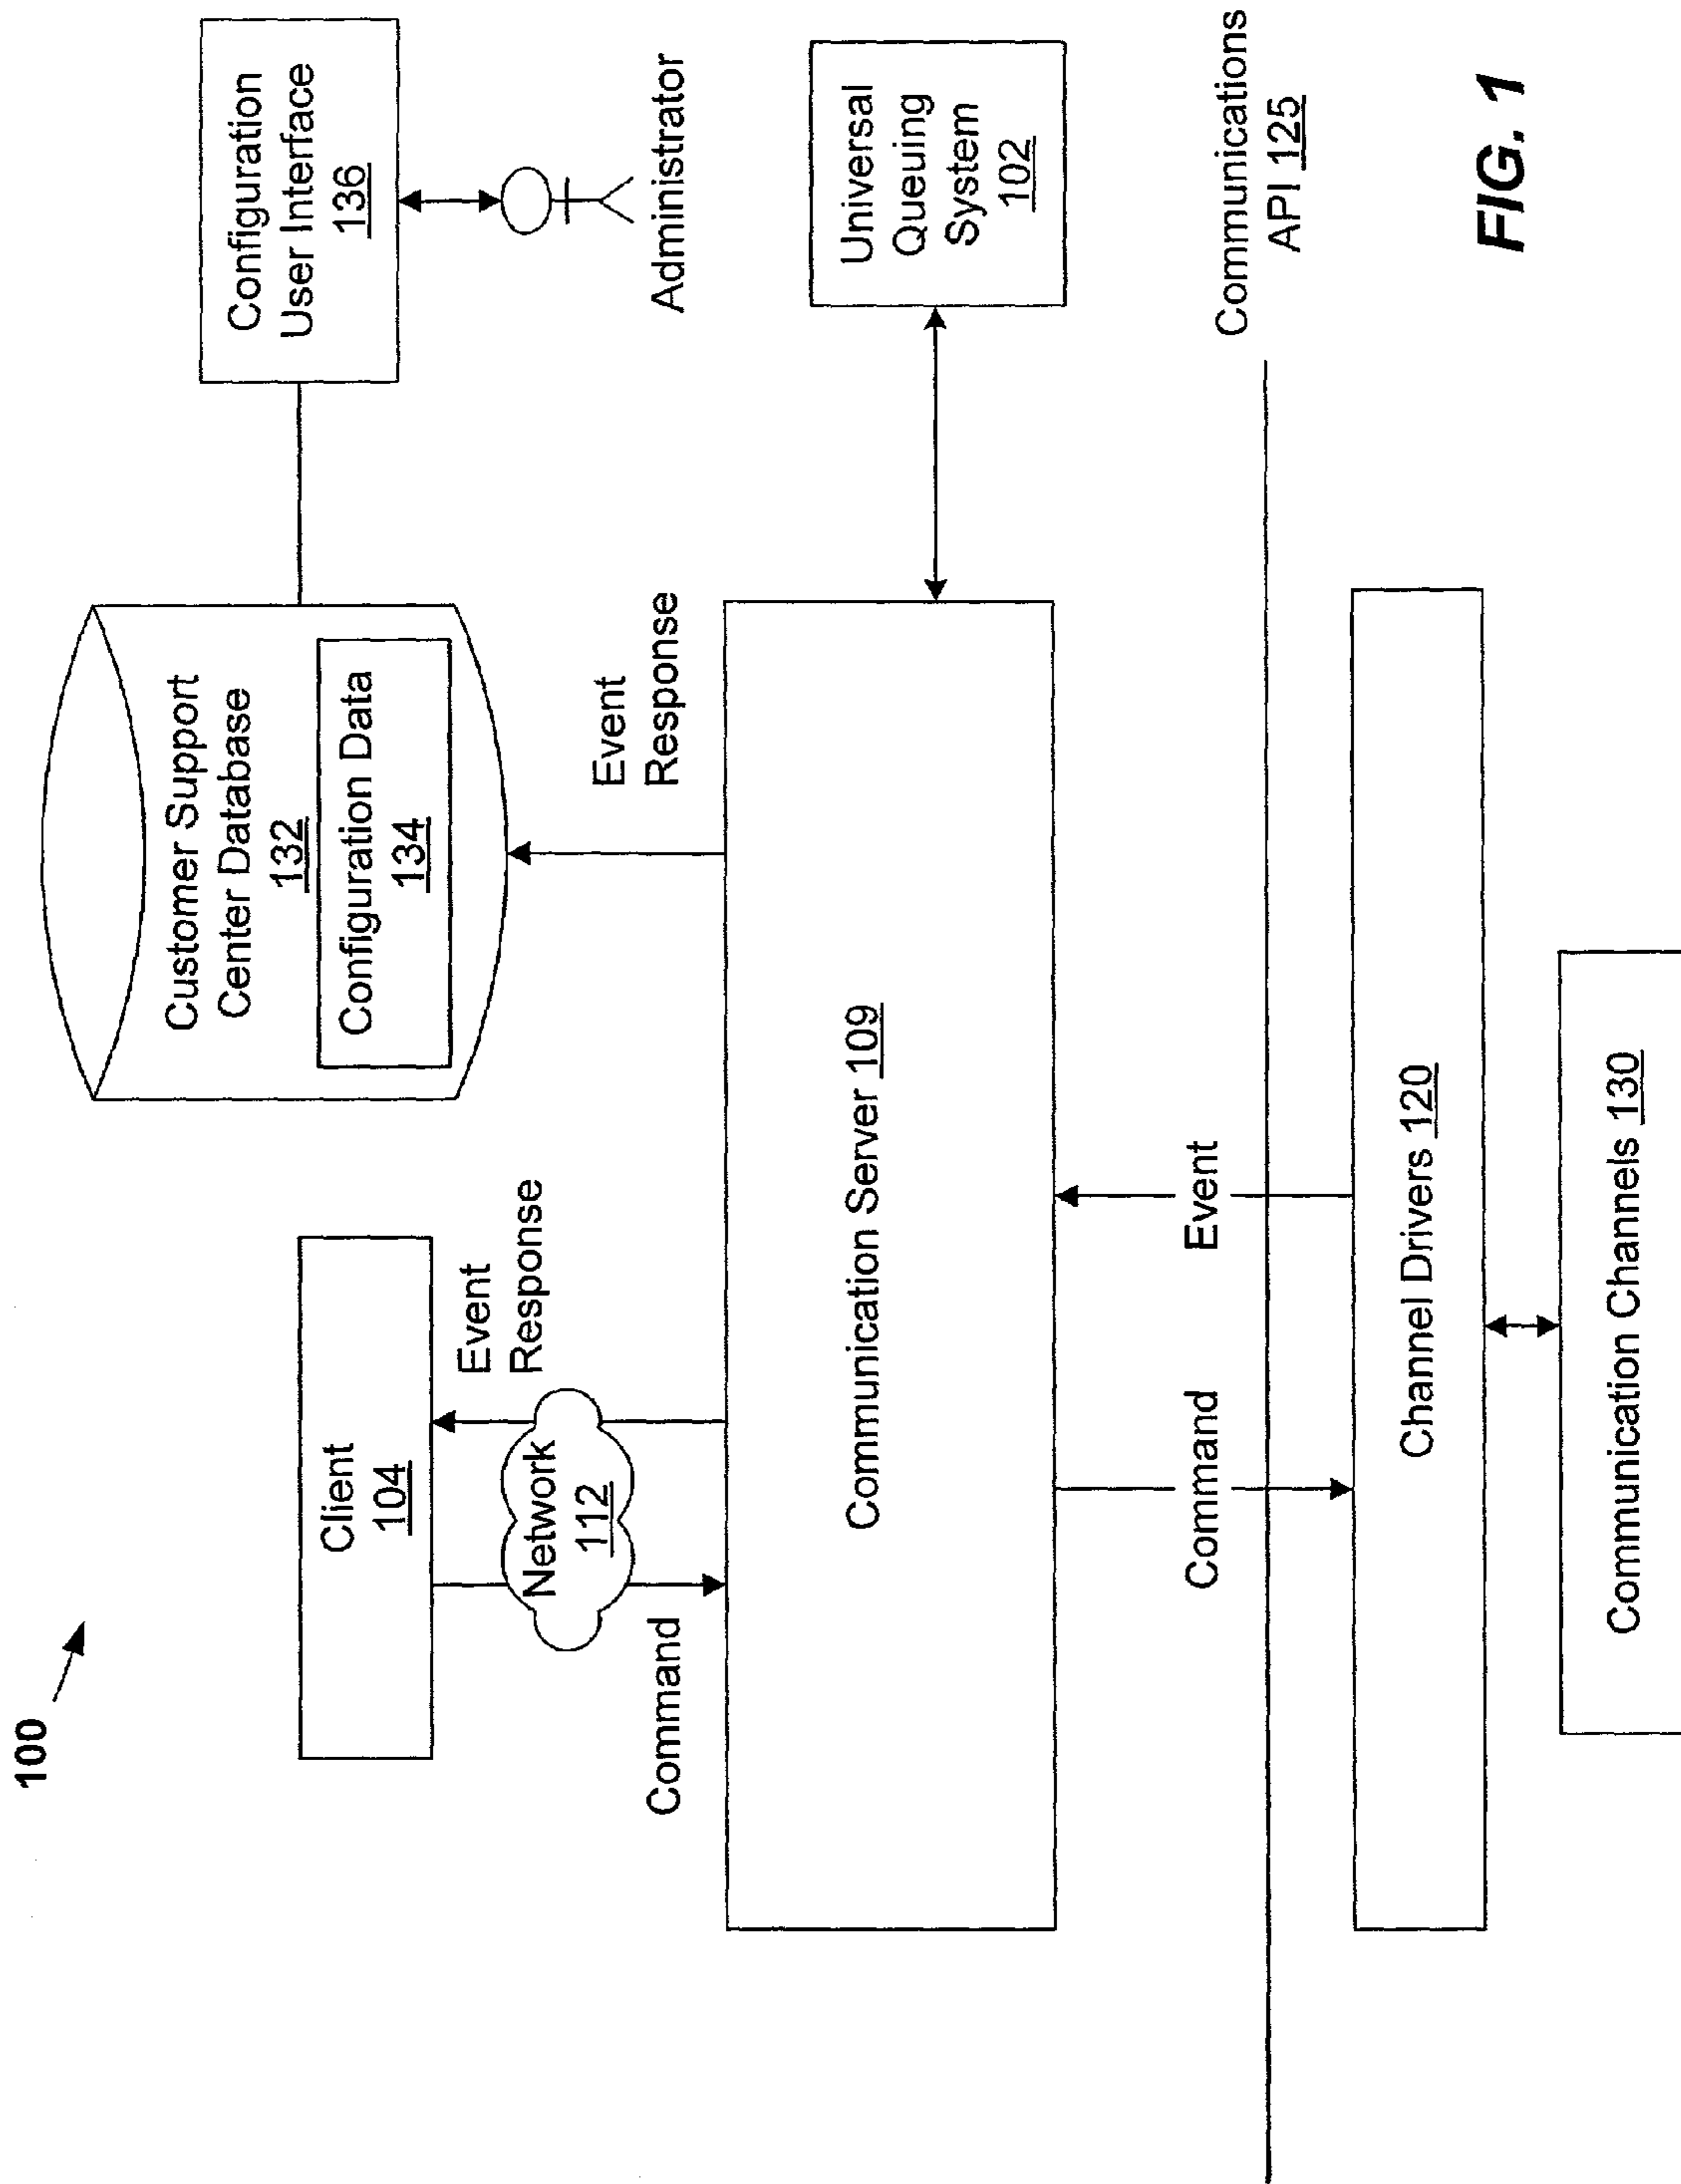 100
Customer Support
Center Database
132
Configuration Data
134
Configuration
User Interface
136
Administrator
Client
104
Network
112
Event
Response
Command
Event
Response
Communication Server 109
Universal
Queuing
System
102
Command
Event
Communications
API 125
Channel Drivers 120
Communication Channels 130
FIG. 1